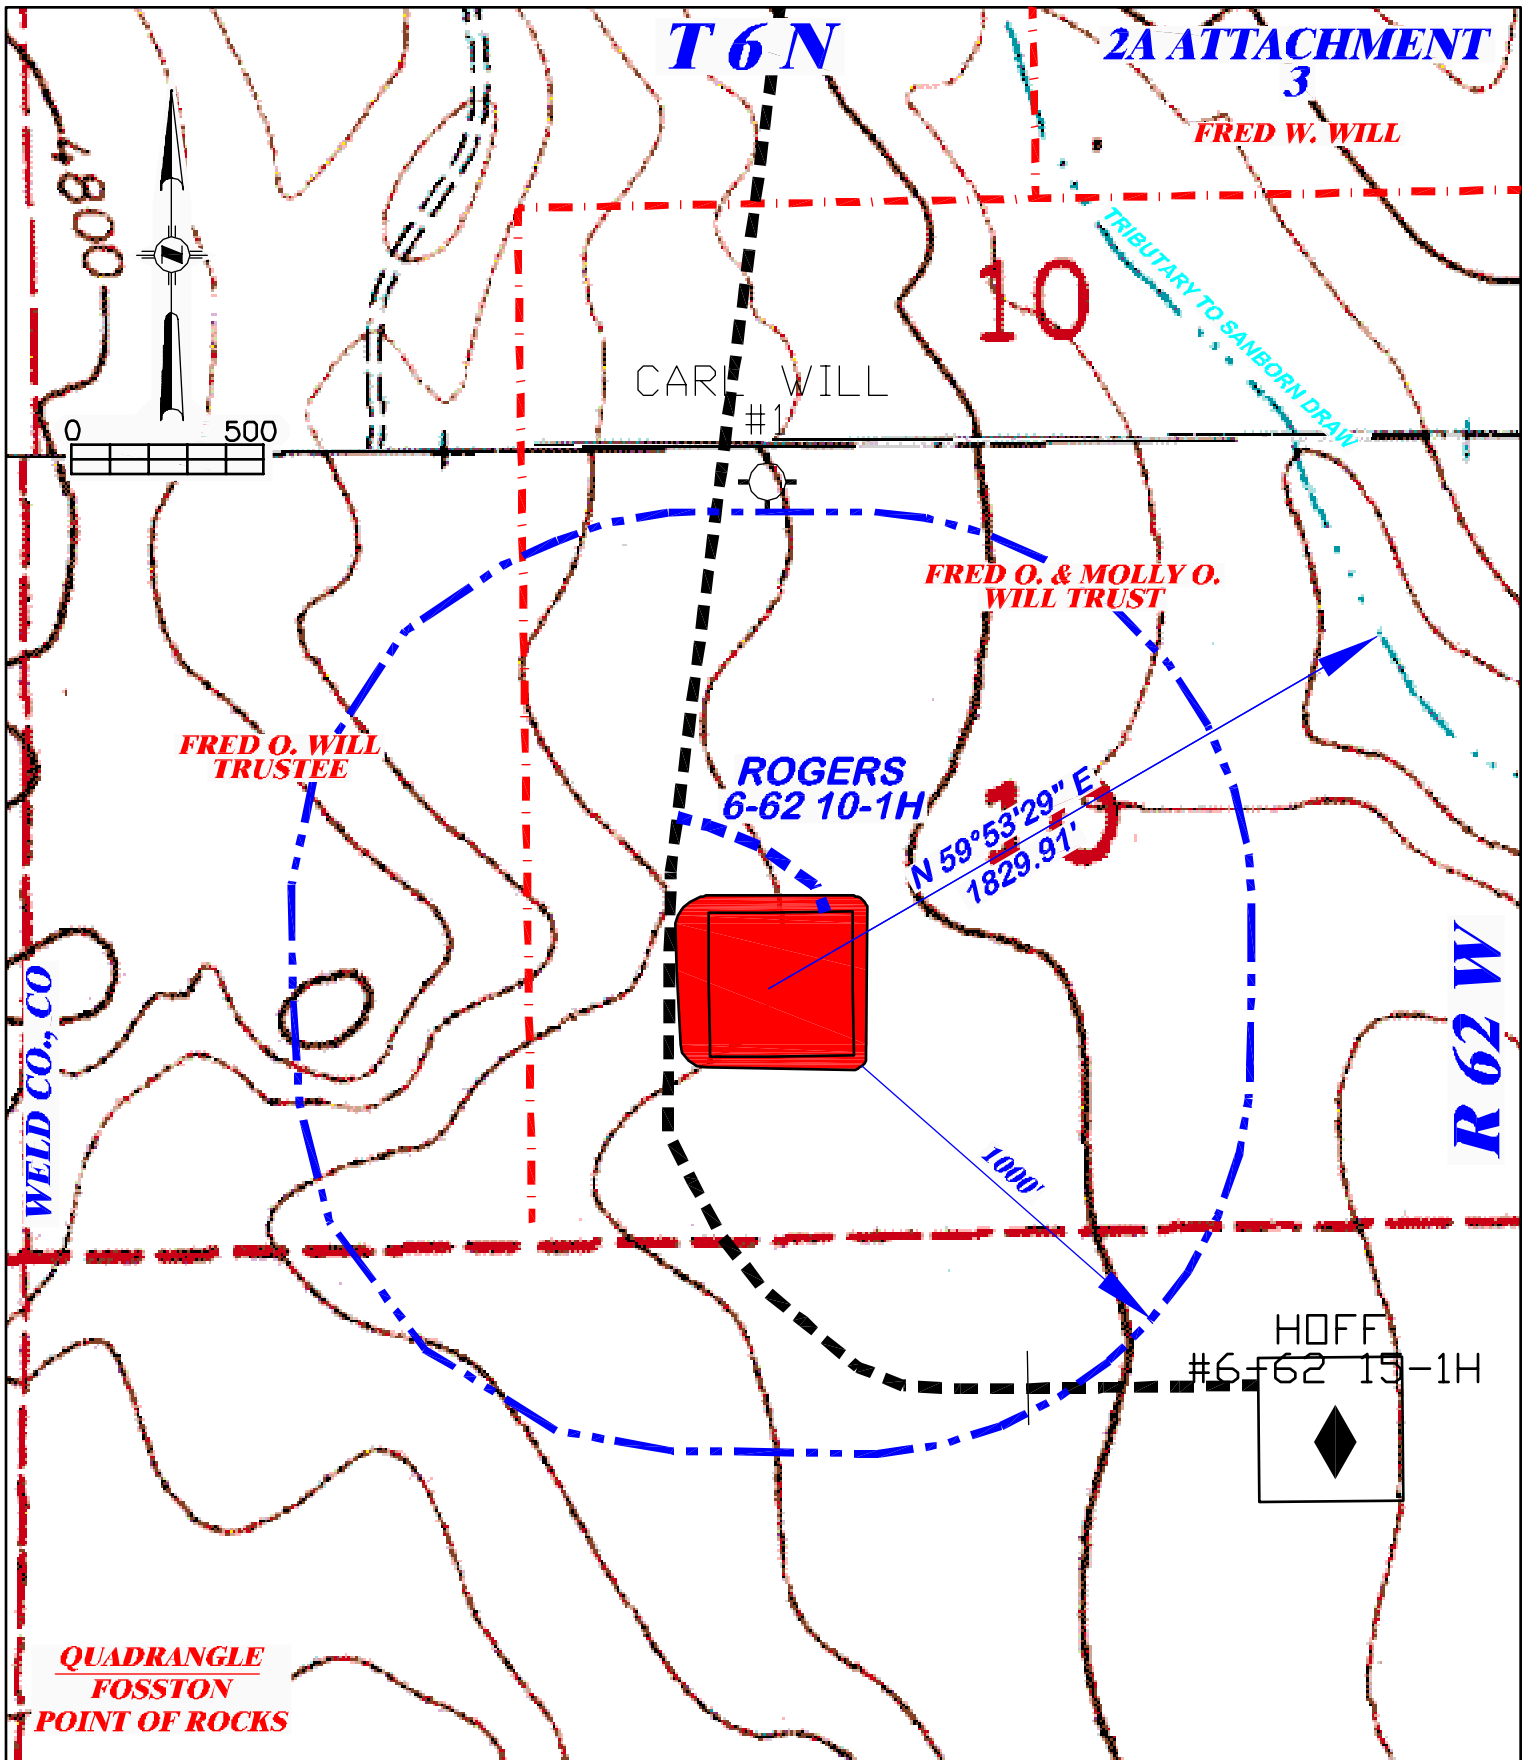 T 6 N
2A ATTACHMENT
3
FRED W. WILL
4800
N
10
TRIBUTARY TO SANBORN DRAW
CARL WILL
#1
0 500
FRED O. & MOLLY O.
WILL TRUST
FRED O. WILL
TRUSTEE
ROGERS
6-62 10-1H
N 59°53'29" E
1829.91'
R 62 W
WELD CO., CO
1000'
HOFF
#6-62 15-1H
QUADRANGLE
FOSSTON
POINT OF ROCKS